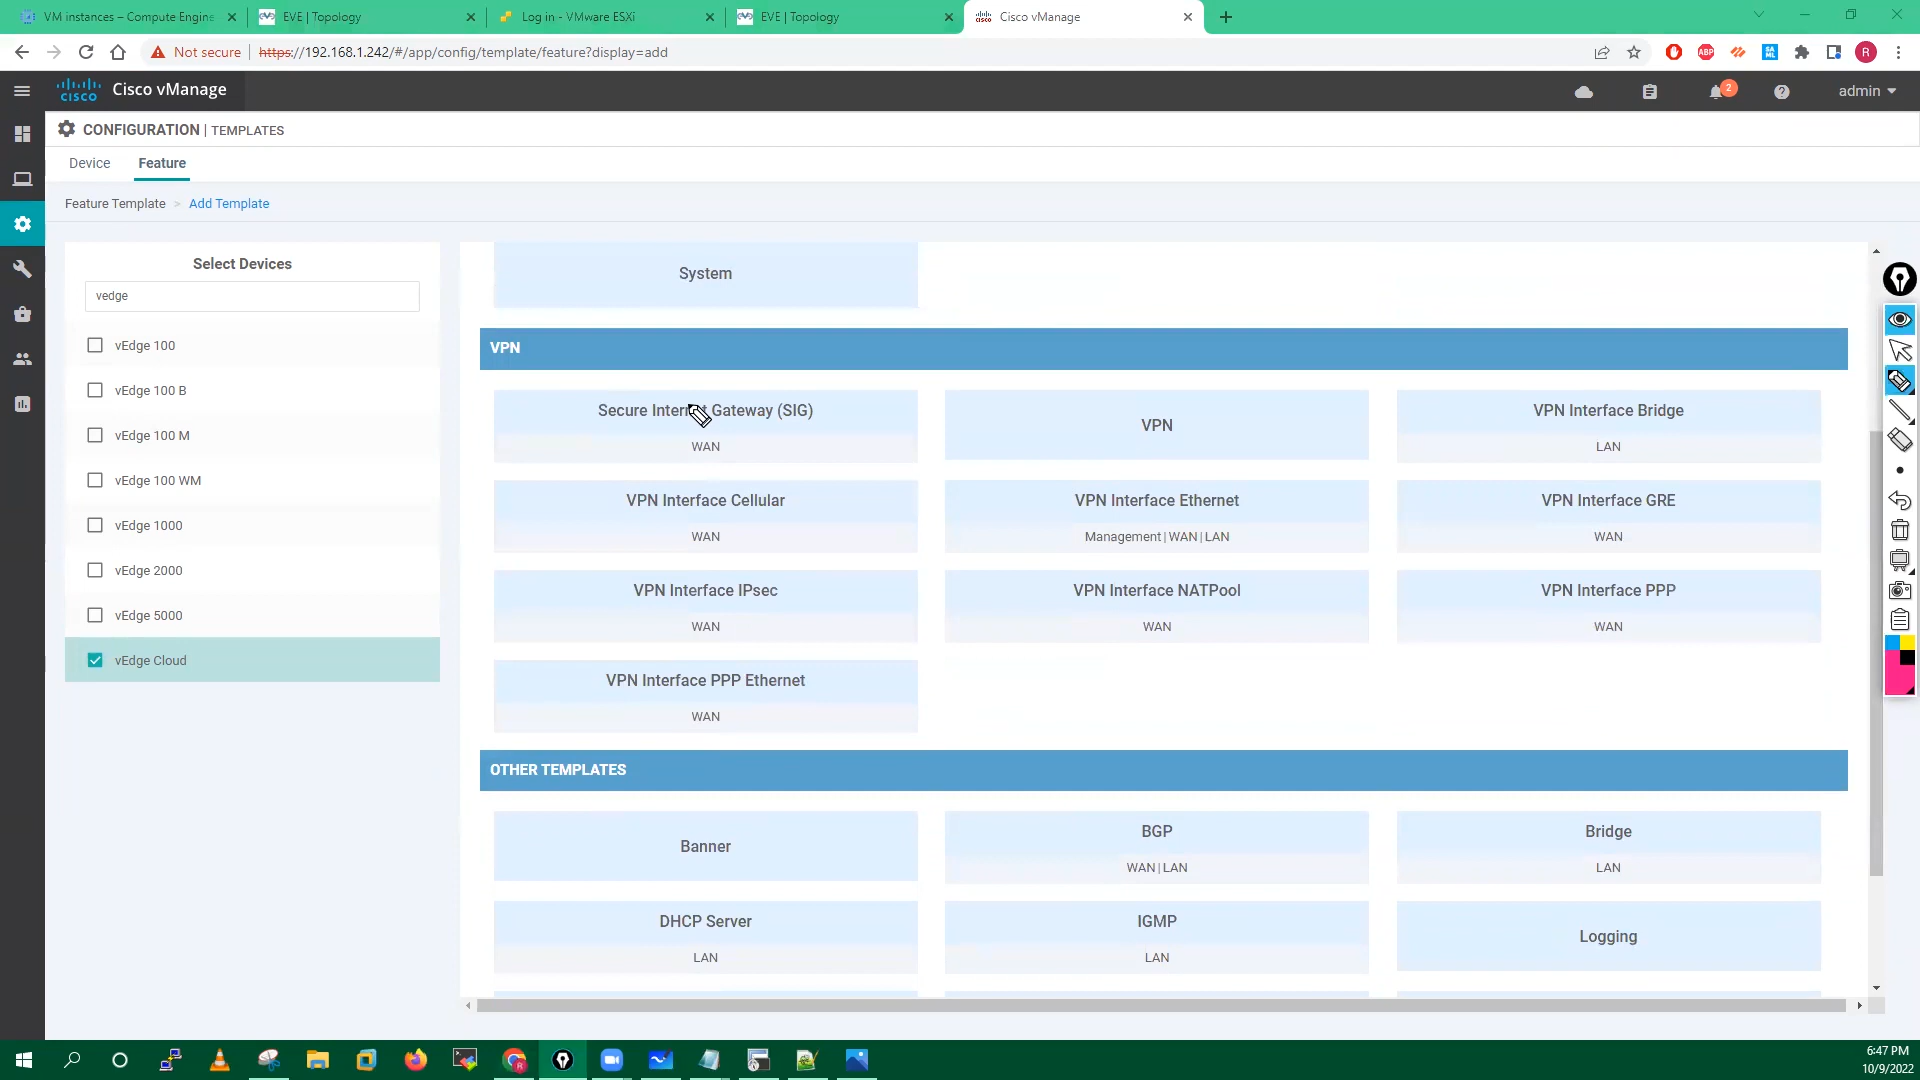 VM instances – Compute Engine
EVE | Topology
Log in - VMware ESXi
EVE | Topology
Cisco vManage
Not secure | https://192.168.1.242/#/app/config/template/feature?display=add
ABP
R
CISCO
Cisco vManage
2
admin
CONFIGURATION | TEMPLATES
Device
Feature
Feature Template > Add Template
Select Devices
vedge
vEdge 100
vEdge 100 B
vEdge 100 M
vEdge 100 WM
vEdge 1000
vEdge 2000
vEdge 5000
vEdge Cloud
System
VPN
Secure Internet Gateway (SIG)
WAN
VPN
VPN Interface Bridge
LAN
VPN Interface Cellular
WAN
VPN Interface Ethernet
Management | WAN | LAN
VPN Interface GRE
WAN
VPN Interface IPsec
WAN
VPN Interface NATPool
WAN
VPN Interface PPP
WAN
VPN Interface PPP Ethernet
WAN
OTHER TEMPLATES
Banner
BGP
WAN | LAN
Bridge
LAN
DHCP Server
LAN
IGMP
LAN
Logging
6:47 PM
10/9/2022